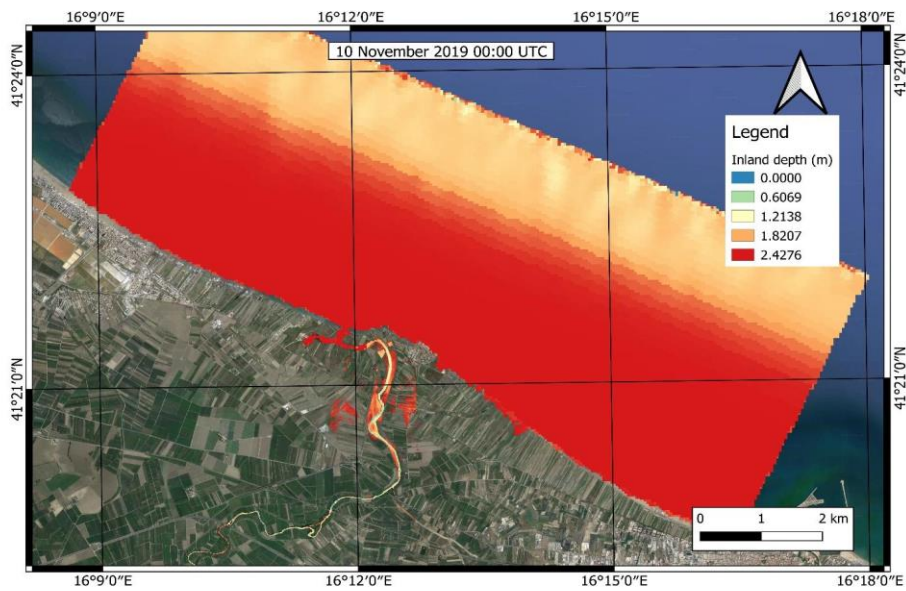 16°9'0"E 16°12'0"E 16°15'0"E 16°18'0"E
10 November 2019 00:00 UTC
41°24'0"N 41°24'0"N
Legend
Inland depth (m)
0.0000
0.6069
1.2138
1.8207
2.4276
41°21'0"N 41°21'0"N
0 1 2 km
16°9'0"E 16°12'0"E 16°15'0"E 16°18'0"E